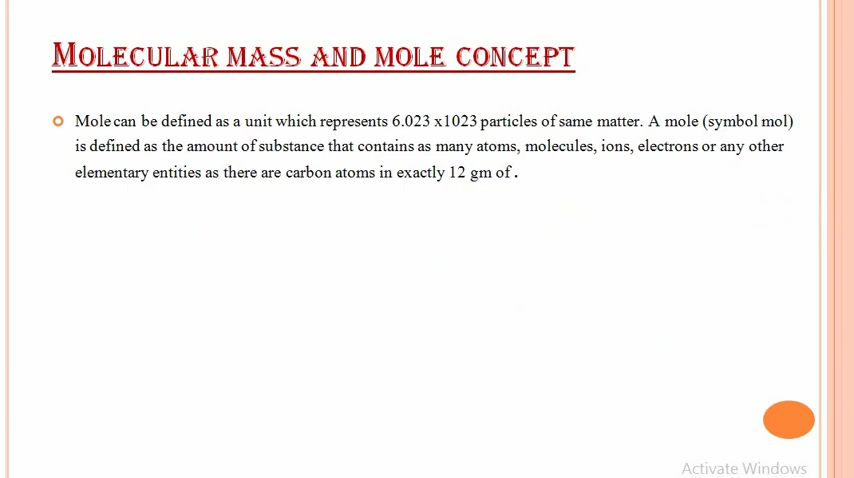 Molecular mass and mole concept
Mole can be defined as a unit which represents 6.023 x1023 particles of same matter. A mole (symbol mol)
is defined as the amount of substance that contains as many atoms, molecules, ions, electrons or any other
elementary entities as there are carbon atoms in exactly 12 gm of .
Activate Windows